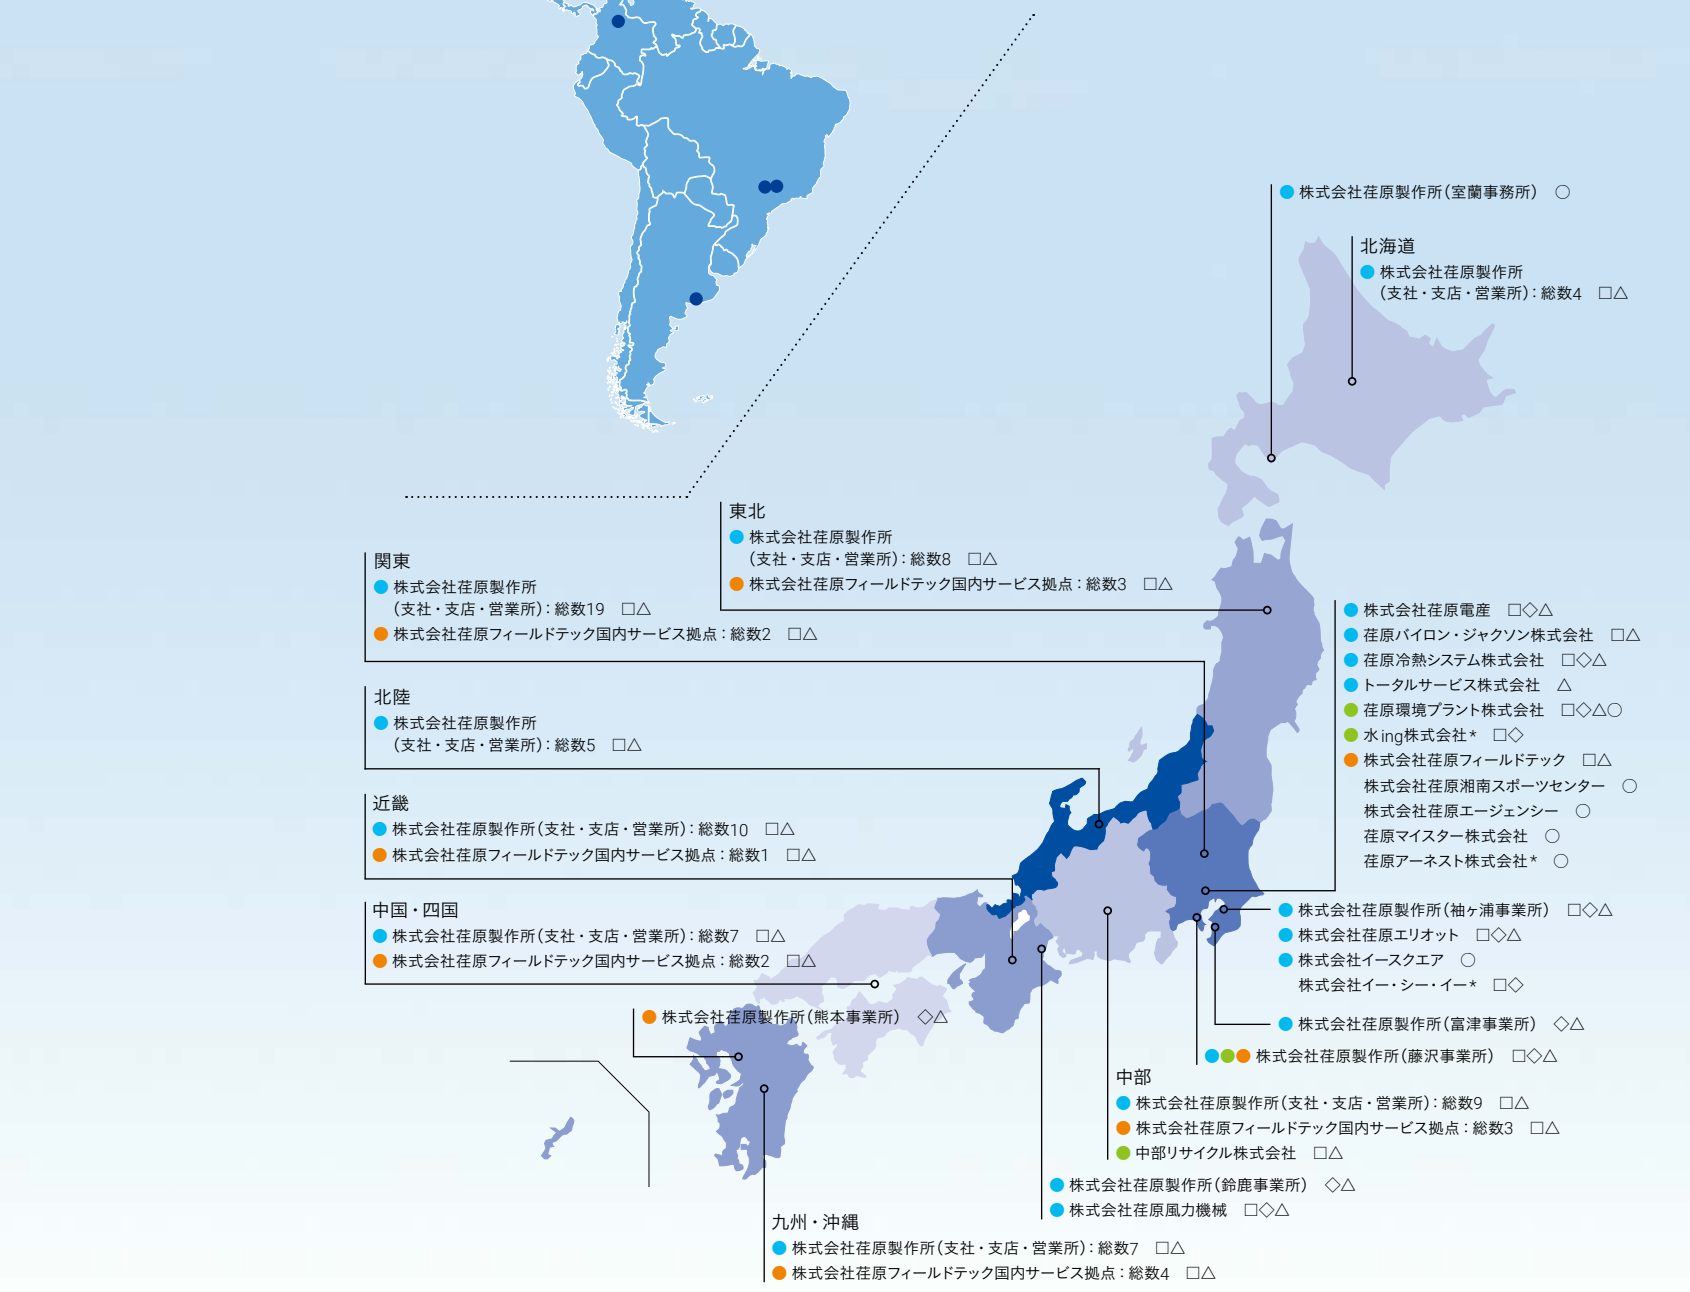 ● 株式会社荏原製作所（室蘭事務所） ○
北海道
● 株式会社荏原製作所
（支社・支店・営業所）：総数4 □△
東北
● 株式会社荏原製作所
（支社・支店・営業所）：総数8 □△
● 株式会社荏原フィールドテック国内サービス拠点：総数3 □△
関東
● 株式会社荏原製作所
（支社・支店・営業所）：総数19 □△
● 株式会社荏原フィールドテック国内サービス拠点：総数2 □△
北陸
● 株式会社荏原製作所
（支社・支店・営業所）：総数5 □△
近畿
● 株式会社荏原製作所（支社・支店・営業所）：総数10 □△
● 株式会社荏原フィールドテック国内サービス拠点：総数1 □△
中国・四国
● 株式会社荏原製作所（支社・支店・営業所）：総数7 □△
● 株式会社荏原フィールドテック国内サービス拠点：総数2 □△
● 株式会社荏原製作所（熊本事業所） ◇△
● 株式会社荏原電産 □◇△
● 荏原バイロン・ジャクソン株式会社 □△
● 荏原冷熱システム株式会社 □◇△
● トータルサービス株式会社 △
● 荏原環境プラント株式会社 □◇△○
● 水ing株式会社* □◇
● 株式会社荏原フィールドテック □△
株式会社荏原湘南スポーツセンター ○
株式会社荏原エージェンシー ○
荏原マイスター株式会社 ○
荏原アーネスト株式会社* ○
● 株式会社荏原製作所（袖ヶ浦事業所） □◇△
● 株式会社荏原エリオット □◇△
● 株式会社イースクエア ○
株式会社イー・シー・イー* □◇
● 株式会社荏原製作所（富津事業所） ◇△
●●● 株式会社荏原製作所（藤沢事業所） □◇△
中部
● 株式会社荏原製作所（支社・支店・営業所）：総数9 □△
● 株式会社荏原フィールドテック国内サービス拠点：総数3 □△
● 中部リサイクル株式会社 □△
● 株式会社荏原製作所（鈴鹿事業所） ◇△
● 株式会社荏原風力機械 □◇△
九州・沖縄
● 株式会社荏原製作所（支社・支店・営業所）：総数7 □△
● 株式会社荏原フィールドテック国内サービス拠点：総数4 □△